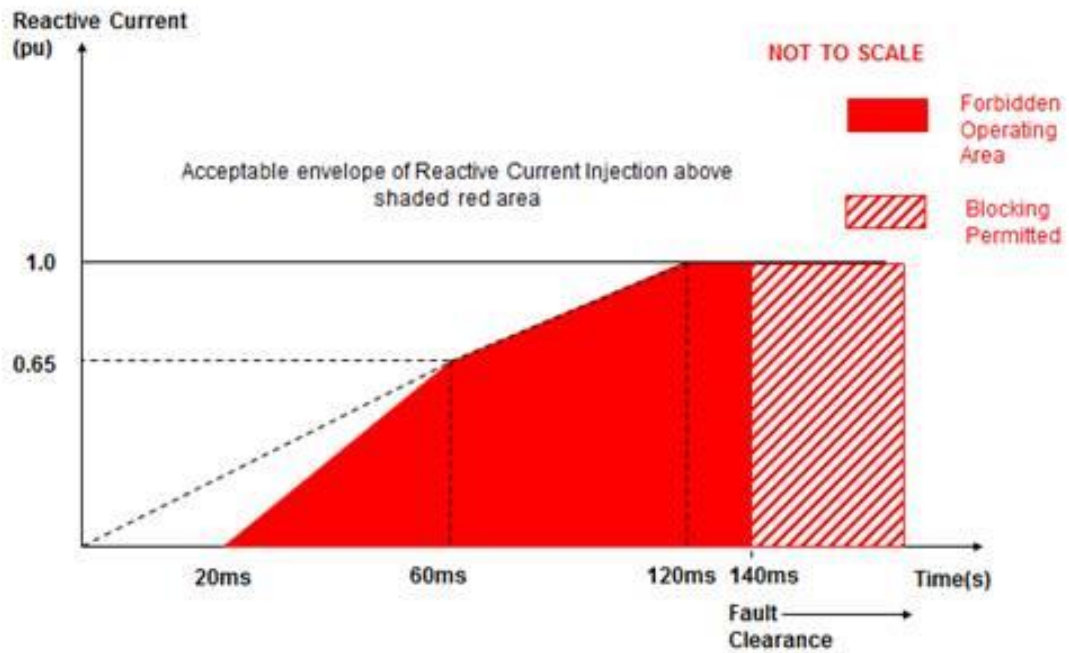 Reactive Current
(pu)
NOT TO SCALE
Forbidden
Operating
Area
Acceptable envelope of Reactive Current Injection above
shaded red area
Blocking
Permitted
1.0
0.65
20ms
60ms
120ms
140ms
Time(s)
Fault
Clearance